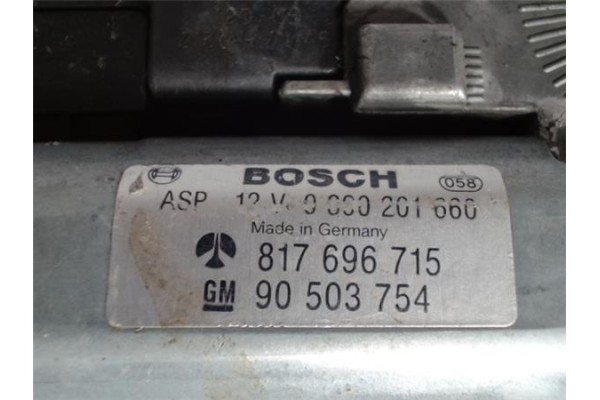 BOSCH 058
ASP 12 V 0 390 201 660
Made in Germany
817 696 715
GM 90 503 754